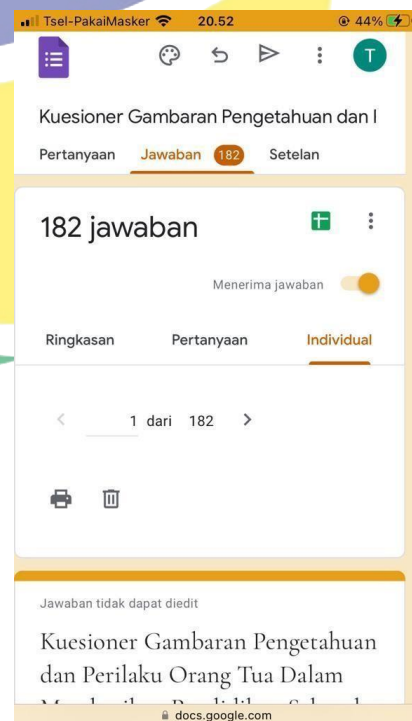 Tsel-PakaiMasker 20.52 44%
T
Kuesioner Gambaran Pengetahuan dan
Pertanyaan Jawaban 182 Setelan
182 jawaban
Menerima jawaban
Ringkasan Pertanyaan Individual
1 dari 182
Jawaban tidak dapat diedit
Kuesioner Gambaran Pengetahuan
dan Perilaku Orang Tua Dalam
docs.google.com